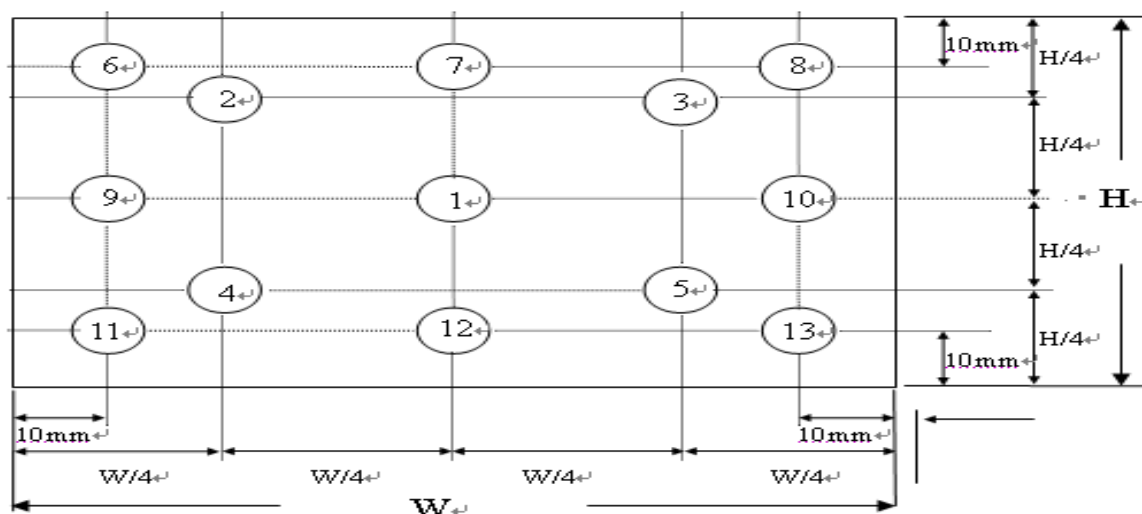 6↵ 7↵ 8↵ 10mm↵ H/4↵
2↵ 3↵
H/4↵
9↵ 1↵ 10↵ H↵
H/4↵
4↵ 5↵
11↵ 12↵ 13↵ H/4↵
10mm↵
10mm↵ 10mm↵
W/4↵ W/4↵ W/4↵ W/4↵
W↵